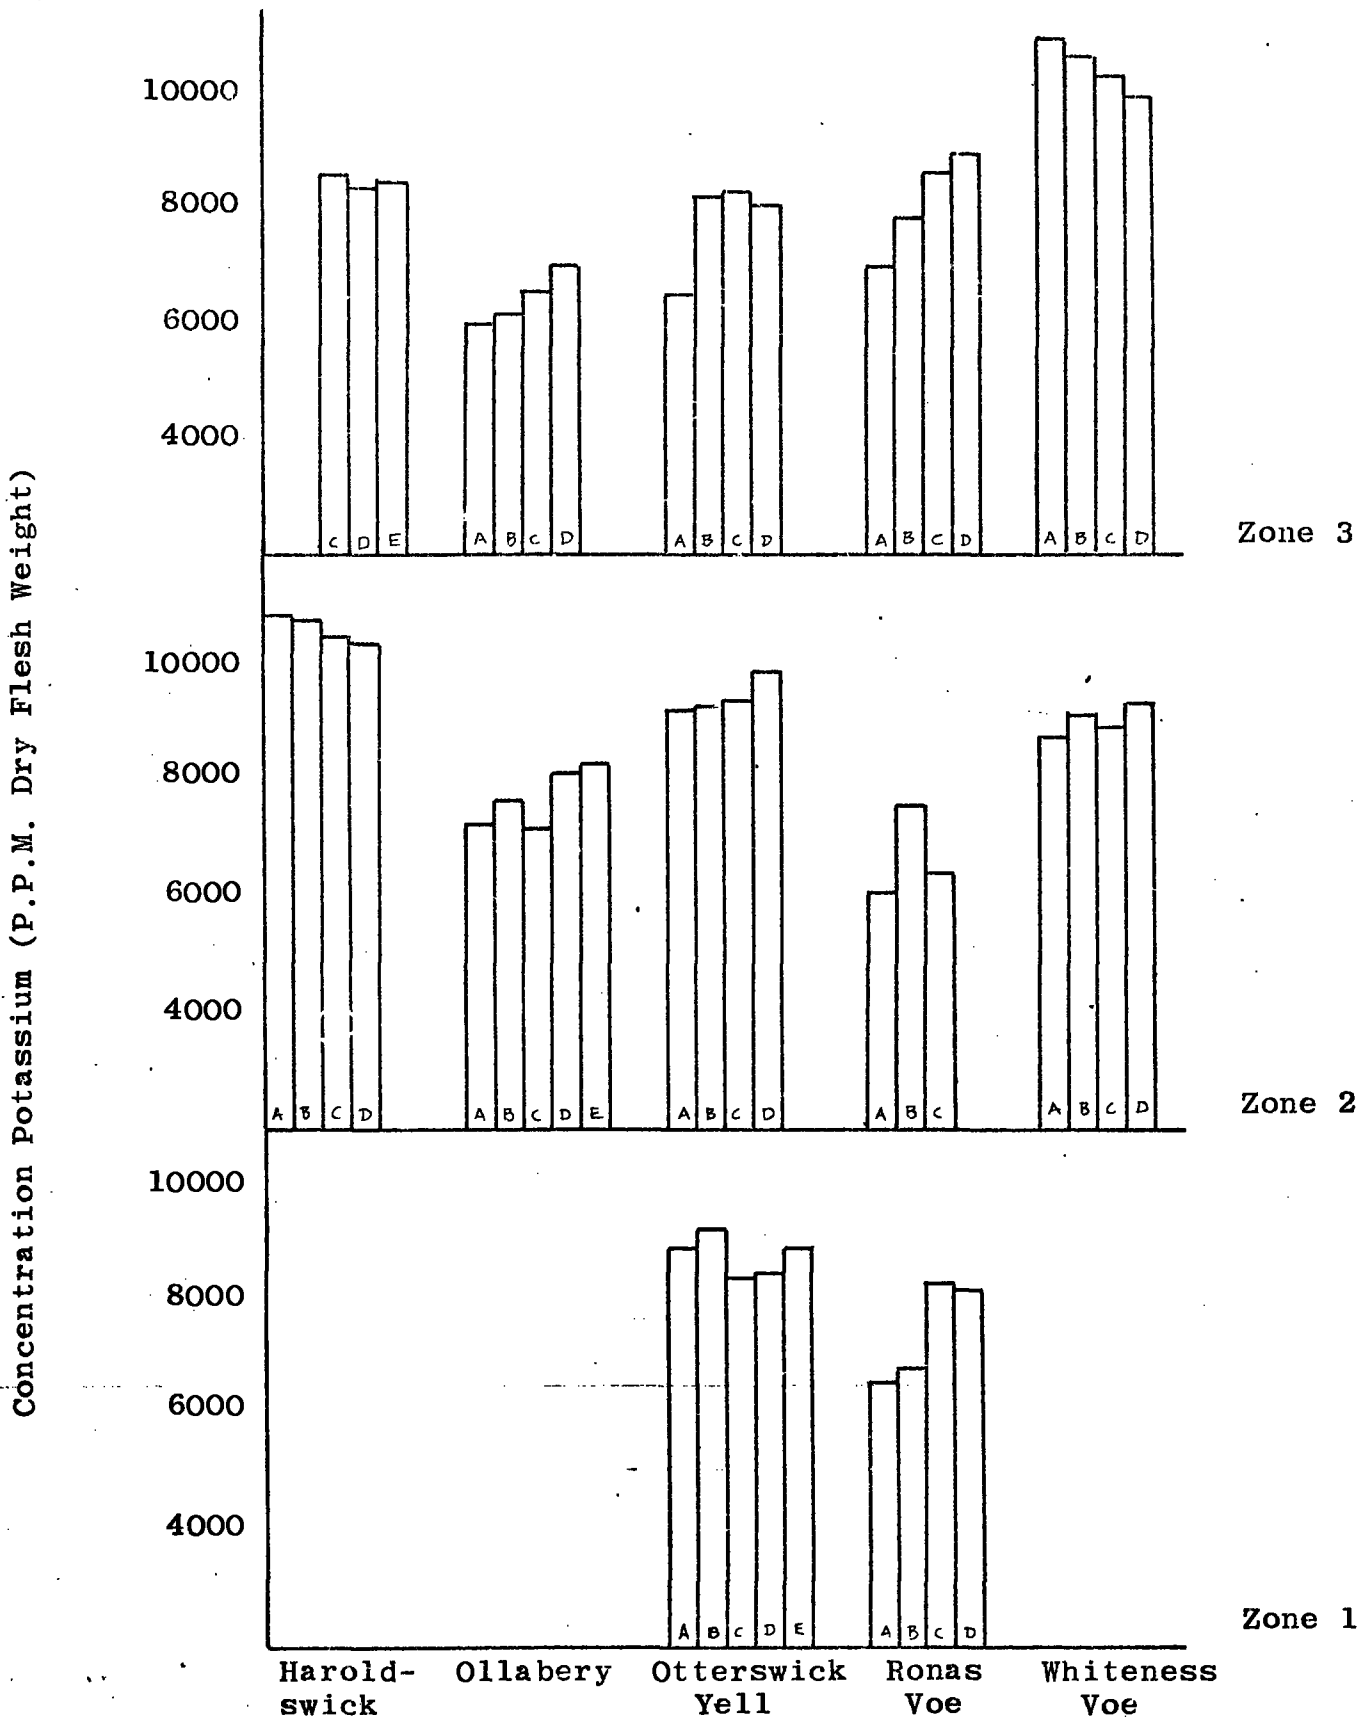 Concentration Potassium (P.P.M. Dry Flesh Weight)
10000
8000
6000
4000
C D E
A B C D
A B C D
A B C D
A B C D
Zone 3
10000
8000
6000
4000
A B C D
A B C D E
A B C D
A B C
A B C D
Zone 2
10000
8000
6000
4000
A B C D E
A B C D
Zone 1
Harold-
swick
Ollabery
Otterswick
Yell
Ronas
Voe
Whiteness
Voe